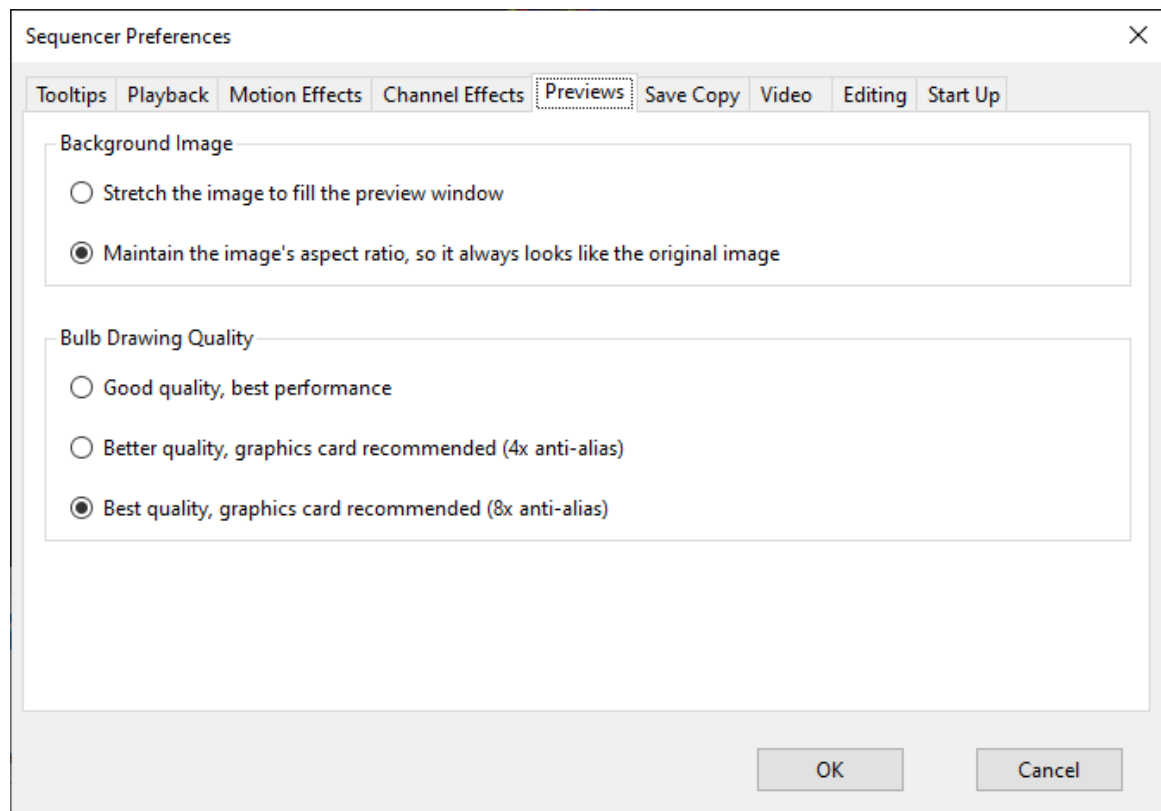 Sequencer Preferences
Tooltips Playback Motion Effects Channel Effects Previews Save Copy Video Editing Start Up
Background Image
Stretch the image to fill the preview window
Maintain the image's aspect ratio, so it always looks like the original image
Bulb Drawing Quality
Good quality, best performance
Better quality, graphics card recommended (4x anti-alias)
Best quality, graphics card recommended (8x anti-alias)
OK Cancel